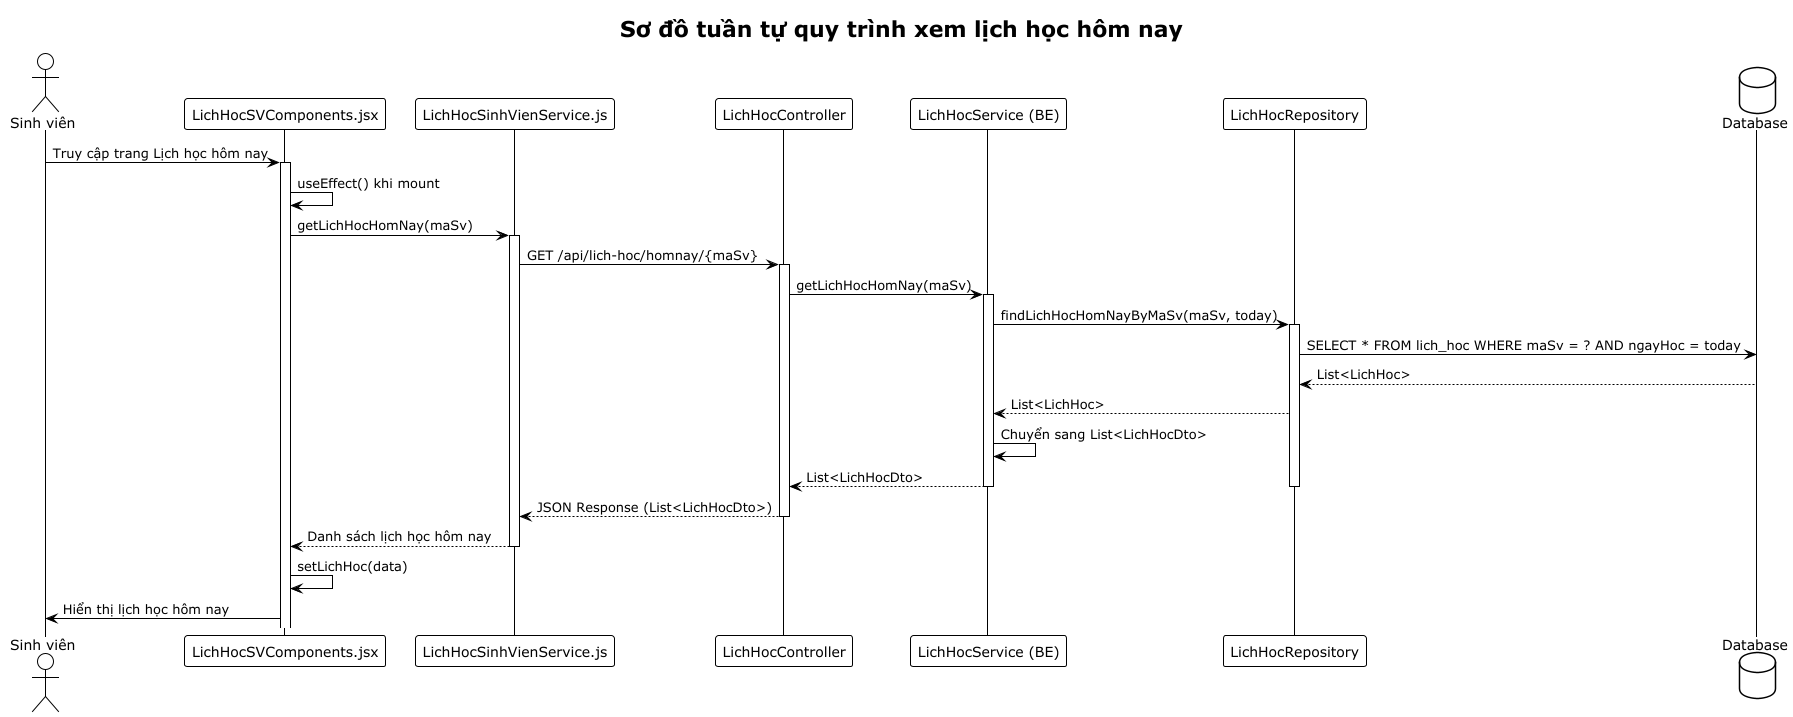 Sơ đồ tuần tự quy trình xem lịch học hôm nay
Sinh viên
LichHocSVComponents.jsx
LichHocSinhVienService.js
LichHocController
LichHocService (BE)
LichHocRepository
Database
Truy cập trang Lịch học hôm nay
useEffect() khi mount
getLichHocHomNay(maSv)
GET /api/lich-hoc/homnay/{maSv}
getLichHocHomNay(maSv)
findLichHocHomNayByMaSv(maSv, today)
SELECT * FROM lich_hoc WHERE maSv = ? AND ngayHoc = today
List<LichHoc>
List<LichHoc>
Chuyển sang List<LichHocDto>
List<LichHocDto>
JSON Response (List<LichHocDto>)
Danh sách lịch học hôm nay
setLichHoc(data)
Hiển thị lịch học hôm nay
Sinh viên
LichHocSVComponents.jsx
LichHocSinhVienService.js
LichHocController
LichHocService (BE)
LichHocRepository
Database